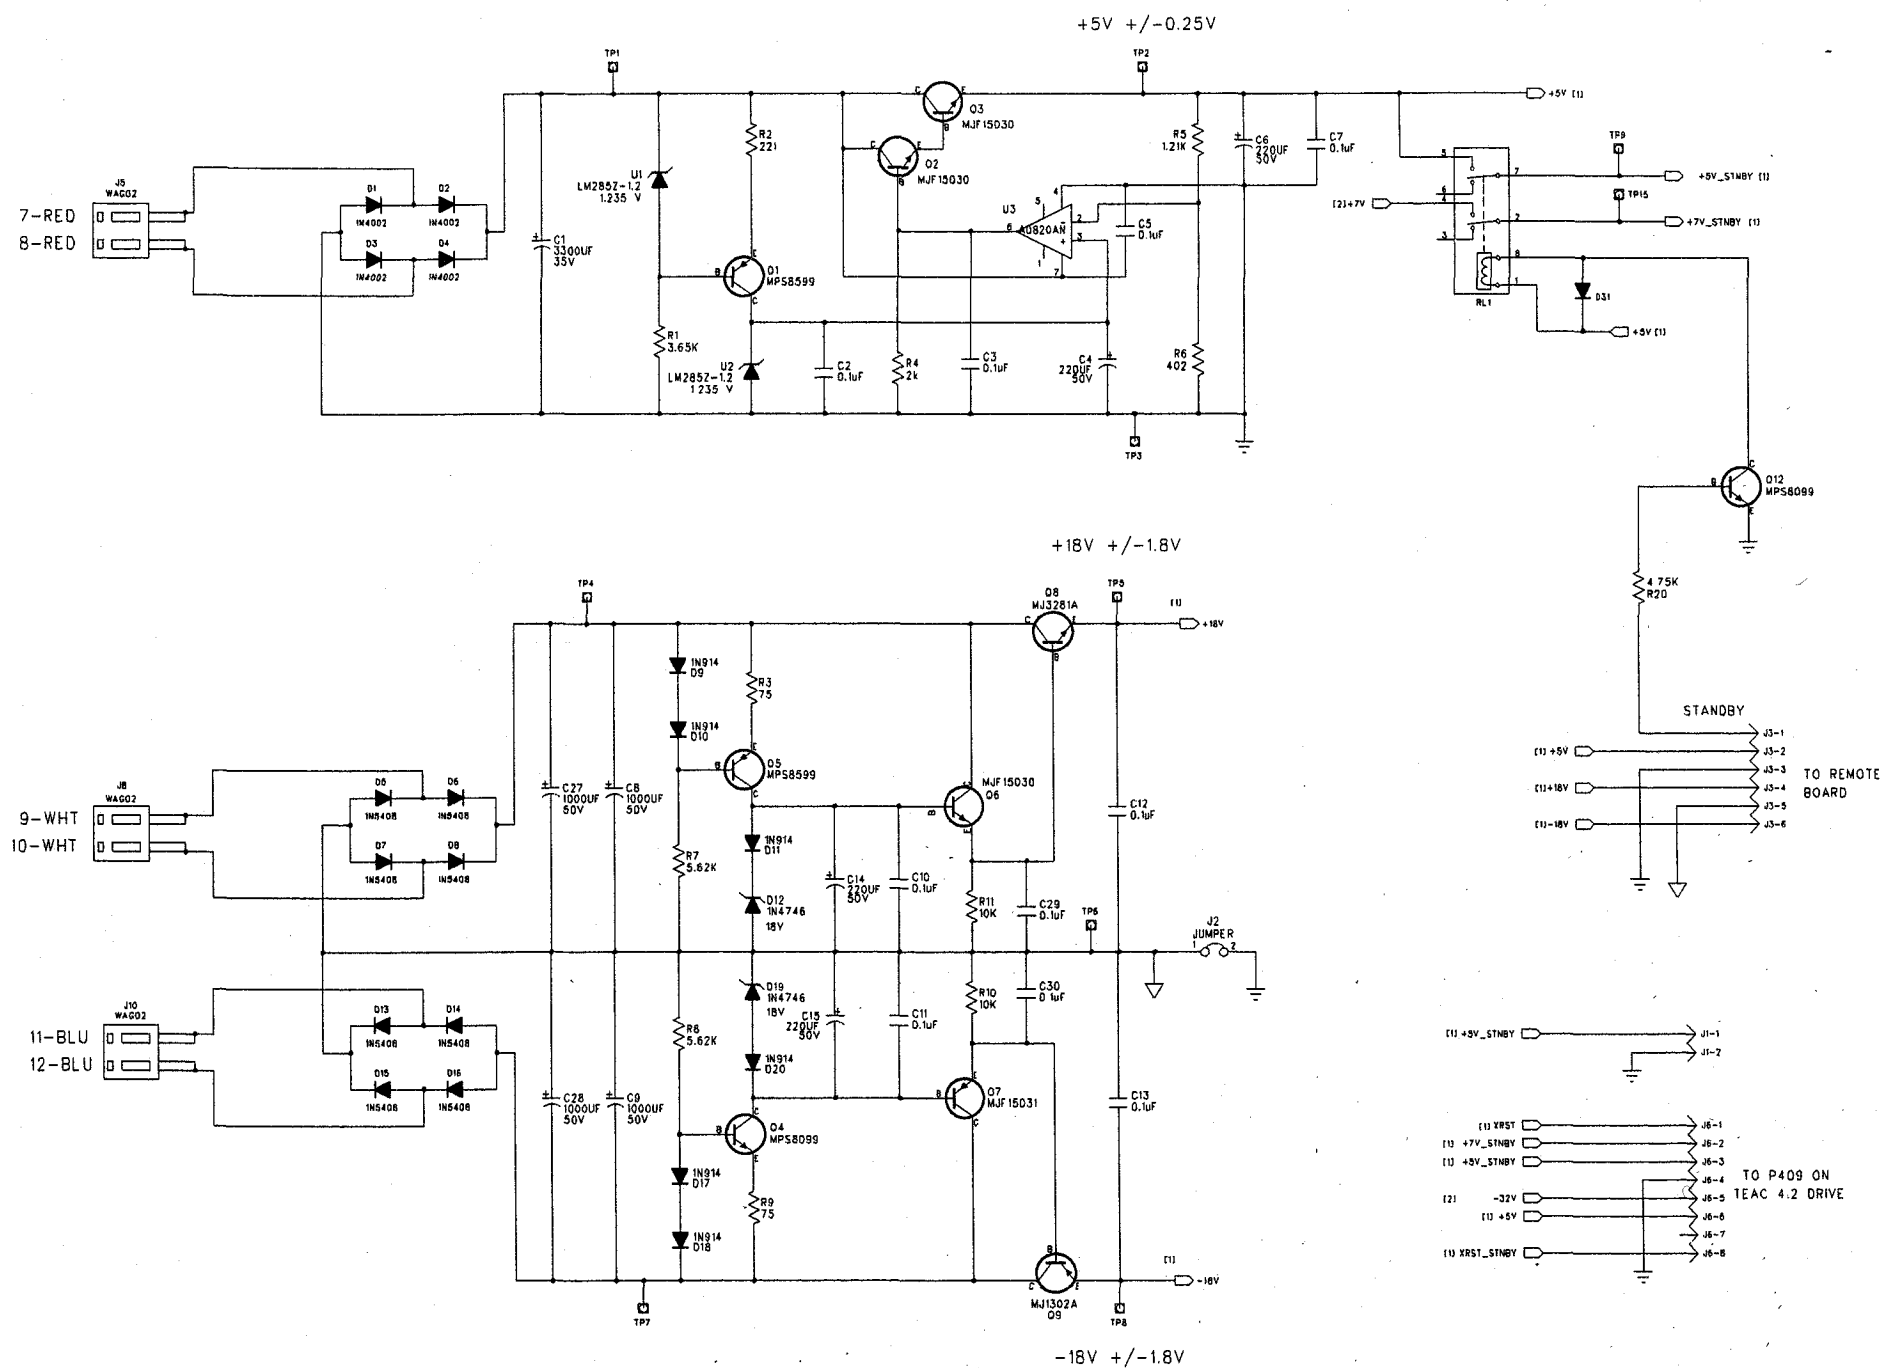 +5V +/-0.25V
TP1
TP2
+5V [1]
Q3
MJF15030
Q2
MJF15030
R2
221
U1
LM285Z-1.2
1.235 V
R5
1.21K
C6
220UF
50V
C7
0.1uF
TP9
+5V_STNBY [1]
TP15
[2]+7V
+7V_STNBY [1]
RL1
D31
+5V [1]
J5
WAGO2
7-RED
8-RED
D1
1N4002
D2
1N4002
D3
1N4002
D4
1N4002
C1
3300UF
35V
Q1
MPS8599
U3
C5
0.1uF
R1
3.65K
U2
LM285Z-1.2
1.235 V
C2
0.1uF
R4
2k
C3
0.1uF
C4
220UF
50V
R6
402
TP3
Q12
MPS8099
4.75K
R20
+18V +/-1.8V
TP4
TP5
Q8
MJ3281A
[1]
+18V
1N914
D9
R3
75
1N914
D10
Q5
MPS8599
MJF15030
Q6
J8
WAGO2
9-WHT
10-WHT
D5
1N5408
D6
1N5408
D7
1N5408
D8
1N5408
C27
1000UF
50V
C8
1000UF
50V
C12
0.1uF
1N914
D11
R7
5.62K
D12
1N4746
18V
C14
220UF
50V
C10
0.1uF
R11
10K
C29
0.1uF
TP6
J2
JUMPER
1
2
STANDBY
J3-1
[1] +5V
J3-2
J3-3
[1]+18V
J3-4
J3-5
[1]-18V
J3-6
TO REMOTE
BOARD
D19
1N4746
18V
R10
10K
C30
0.1uF
J10
WAGO2
11-BLU
12-BLU
D13
1N5408
D14
1N5408
D15
1N5408
D16
1N5408
R8
5.62K
C15
220UF
50V
C11
0.1uF
1N914
D20
C28
1000UF
50V
C9
1000UF
50V
Q7
MJF15031
C13
0.1uF
Q4
MPS8099
1N914
D17
R9
75
1N914
D18
[1]
-18V
MJ1302A
Q9
TP7
TP8
-18V +/-1.8V
[1] +5V_STNBY
J1-1
J1-2
[1] XRST
J6-1
[1] +7V_STNBY
J6-2
[1] +5V_STNBY
J6-3
J6-4
[2] -32V
J6-5
[1] +5V
J6-6
J6-7
[1] XRST_STNBY
J6-8
TO P409 ON
TEAC 4.2 DRIVE